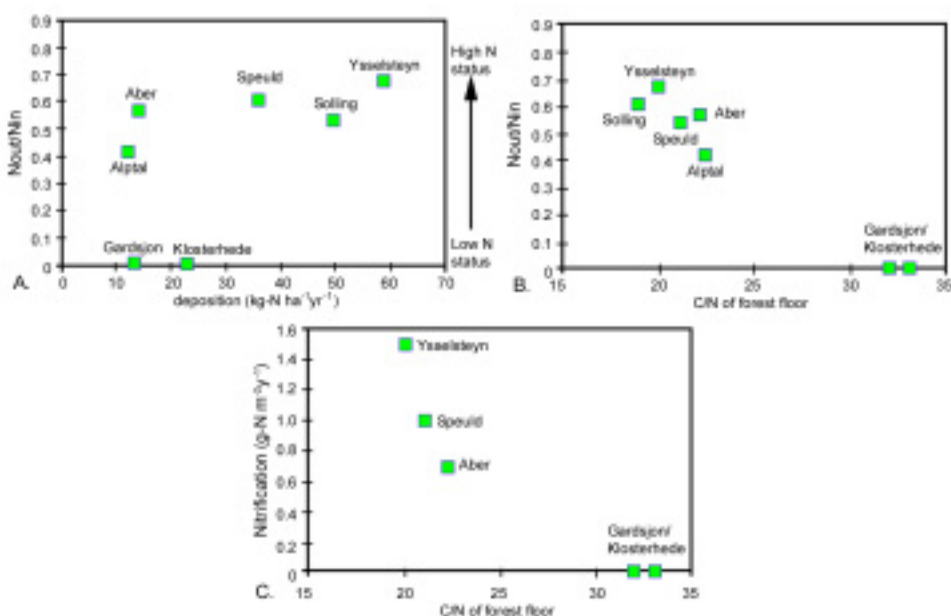 0.9
0.8
0.7
0.6
0.5
0.4
0.3
0.2
0.1
0
Nout/Nin
Aber
Alptal
Speuld
Solling
Ysselsteyn
Gardsjon
Klosterhede
0 10 20 30 40 50 60 70
A.
deposition (kg-N ha⁻¹yr⁻¹)
High N
status
Low N
status
0.9
0.8
0.7
0.6
0.5
0.4
0.3
0.2
0.1
0
Nout/Nin
Ysselsteyn
Solling
Aber
Speuld
Alptal
Gardsjon/
Klosterhede
15 20 25 30 35
B.
C/N of forest floor
1.6
1.4
1.2
1.0
0.8
0.6
0.4
0.2
0
Nitrification (g-N m⁻²y⁻¹)
Ysselsteyn
Speuld
Aber
Gardsjon/
Klosterhede
15 20 25 30 35
C.
C/N of forest floor